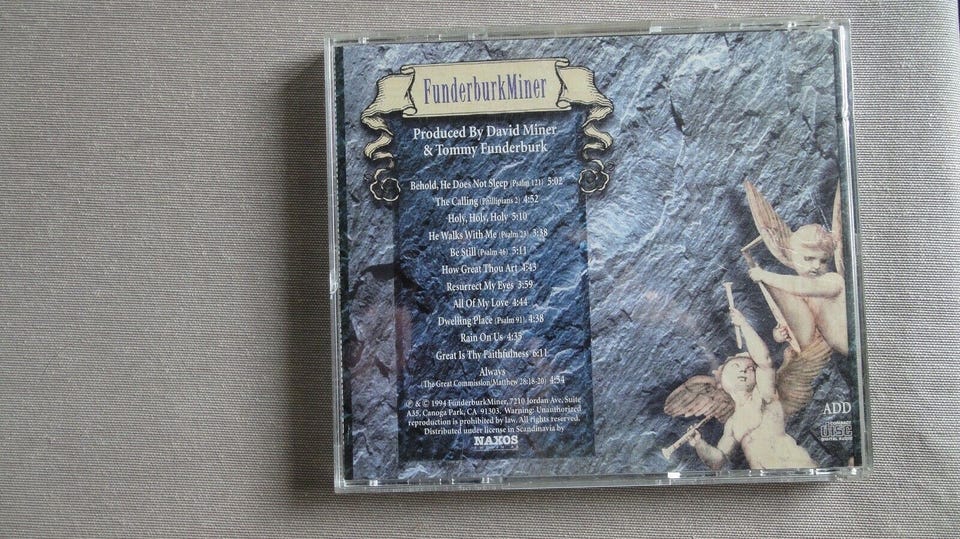 FunderburkMiner
Produced By David Miner
& Tommy Funderburk
Behold, He Does Not Sleep (Psalm 121) 5:02
The Calling (Phillipians 2) 4:52
Holy, Holy, Holy 5:10
He Walks With Me (Psalm 23) 3:38
Be Still (Psalm 46) 5:11
How Great Thou Art 4:43
Resurrect My Eyes 3:59
All Of My Love 4:44
Dwelling Place (Psalm 91) 4:38
Rain On Us 4:35
Great Is Thy Faithfulness 6:11
Always
(The Great Commission/Matthew 28:18-20) 4:54
℗ & © 1994 FunderburkMiner, 7210 Jordan Ave, Suite
A35, Canoga Park, CA 91303. Warning: Unauthorized
reproduction is prohibited by law. All rights reserved.
Distributed under license in Scandinavia by
NAXOS
ADD
COMPACT
DISC
DIGITAL AUDIO